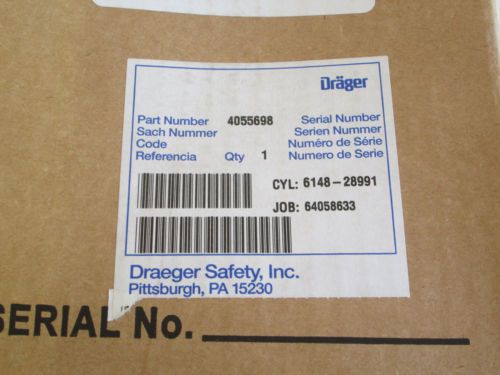 Dräger
Part Number 4055698 Serial Number
Sach Nummer Serien Nummer
Code Numéro de Série
Referencia Qty 1 Numero de Serie
CYL: 6148-28991
JOB: 64058633
Draeger Safety, Inc.
Pittsburgh, PA 15230
SERIAL No.